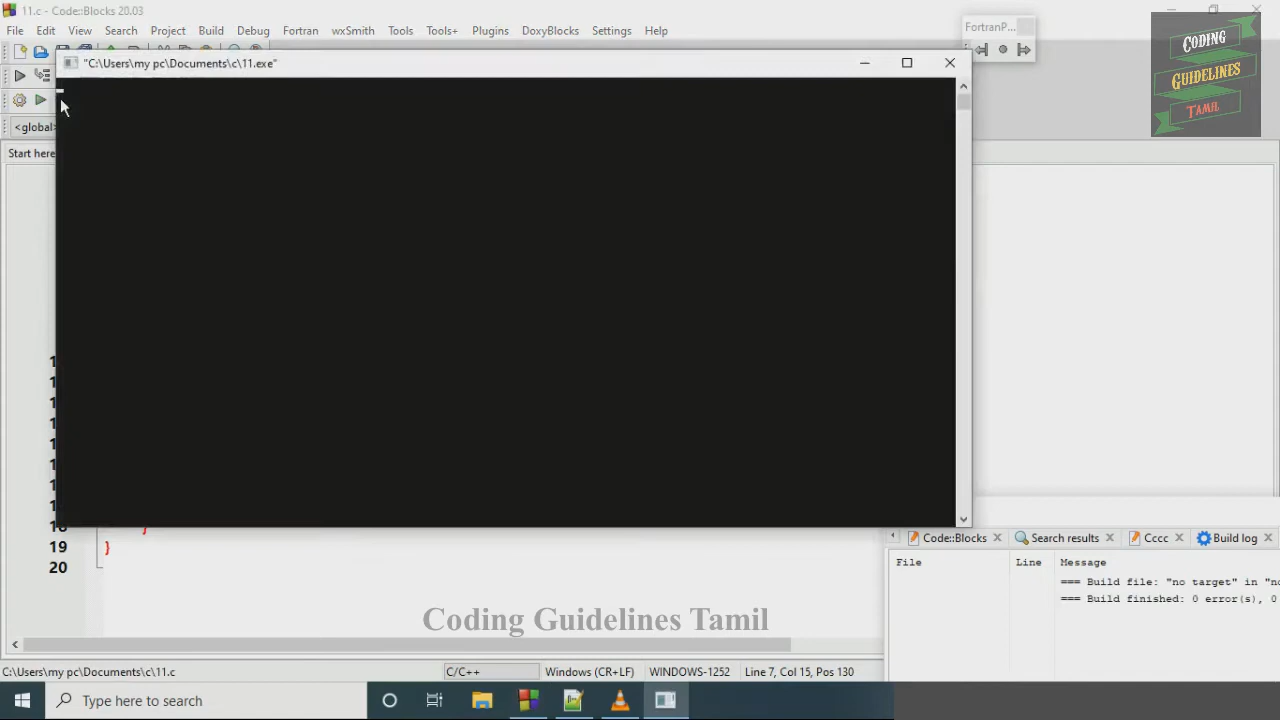 11.c - Code::Blocks 20.03
File Edit View Search Project Build Debug Fortran wxSmith Tools Tools+ Plugins DoxyBlocks Settings Help
FortranP...
CODING
GUIDELINES
TAMIL
"C:\Users\my pc\Documents\c\11.exe"
<global>
Start here
19 }
20
Code::Blocks Search results Cccc Build log
File Line Message
=== Build file: "no target" in "no
=== Build finished: 0 error(s), 0
Coding Guidelines Tamil
C:\Users\my pc\Documents\c\11.c C/C++ Windows (CR+LF) WINDOWS-1252 Line 7, Col 15, Pos 130
Type here to search